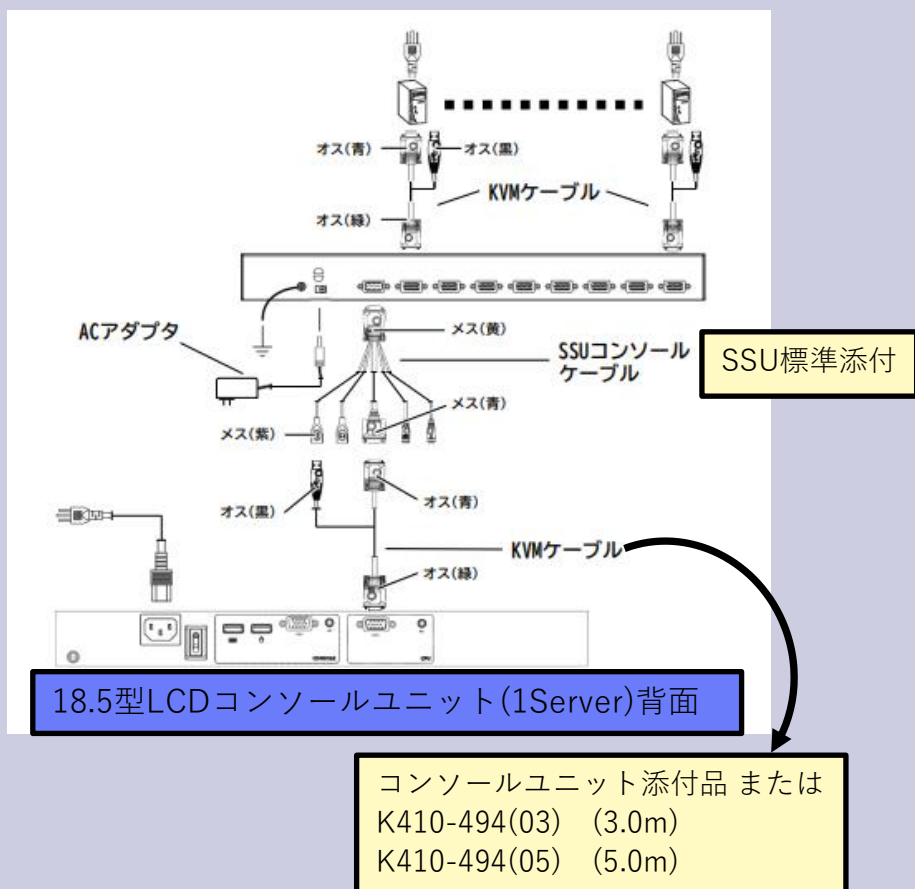 オス(青)
オス(黒)
KVMケーブル
オス(緑)
ACアダプタ
メス(黄)
SSUコンソール
ケーブル
SSU標準添付
メス(青)
メス(紫)
オス(黒)
オス(青)
KVMケーブル
オス(緑)
CPU
18.5型LCDコンソールユニット(1Server)背面
コンソールユニット添付品 または
K410-494(03) (3.0m)
K410-494(05) (5.0m)